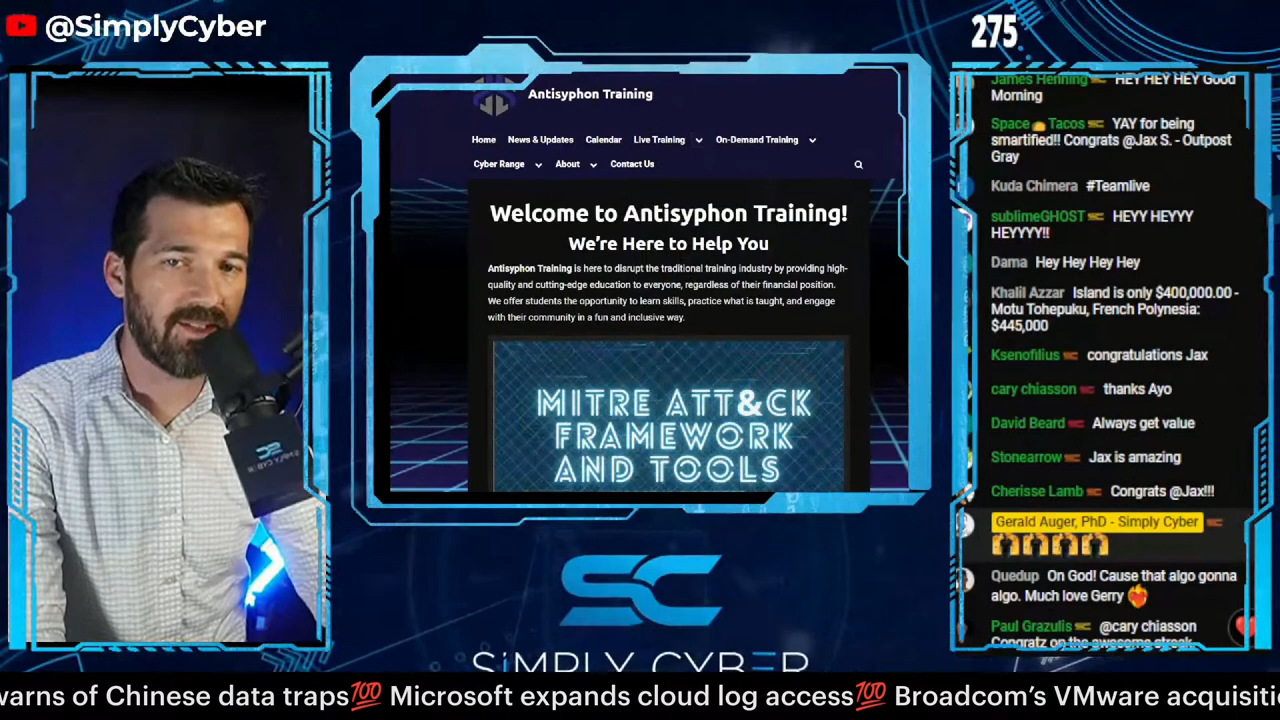 @SimplyCyber
275
Antisyphon Training
Home News & Updates Calendar Live Training On-Demand Training
Cyber Range About Contact Us
Welcome to Antisyphon Training!
We're Here to Help You
Antisyphon Training is here to disrupt the traditional training industry by providing high-
quality and cutting-edge education to everyone, regardless of their financial position.
We offer students the opportunity to learn skills, practice what is taught, and engage
with their community in a fun and inclusive way.
MITRE ATT&CK
FRAMEWORK
AND TOOLS
James Henning HEY HEY HEY Good
Morning
Space Tacos YAY for being
smartified!! Congrats @Jax S. - Outpost
Gray
Kuda Chimera #Teamlive
sublimeGHOST HEYY HEYYY
HEYYYY!!
Dama Hey Hey Hey Hey
Khalil Azzar Island is only $400,000.00 -
Motu Tohepuku, French Polynesia:
$445,000
Ksenofilius congratulations Jax
cary chiasson thanks Ayo
David Beard Always get value
Stonearrow Jax is amazing
Cherisse Lamb Congrats @Jax!!!
Gerald Auger, PhD - Simply Cyber
Quedup On God! Cause that algo gonna
algo. Much love Gerry
Paul Grazulis @cary chiasson
Congratz on the awesome streak
SC
SIMPLY CYBER
warns of Chinese data traps💯 Microsoft expands cloud log access💯 Broadcom's VMware acquisiti